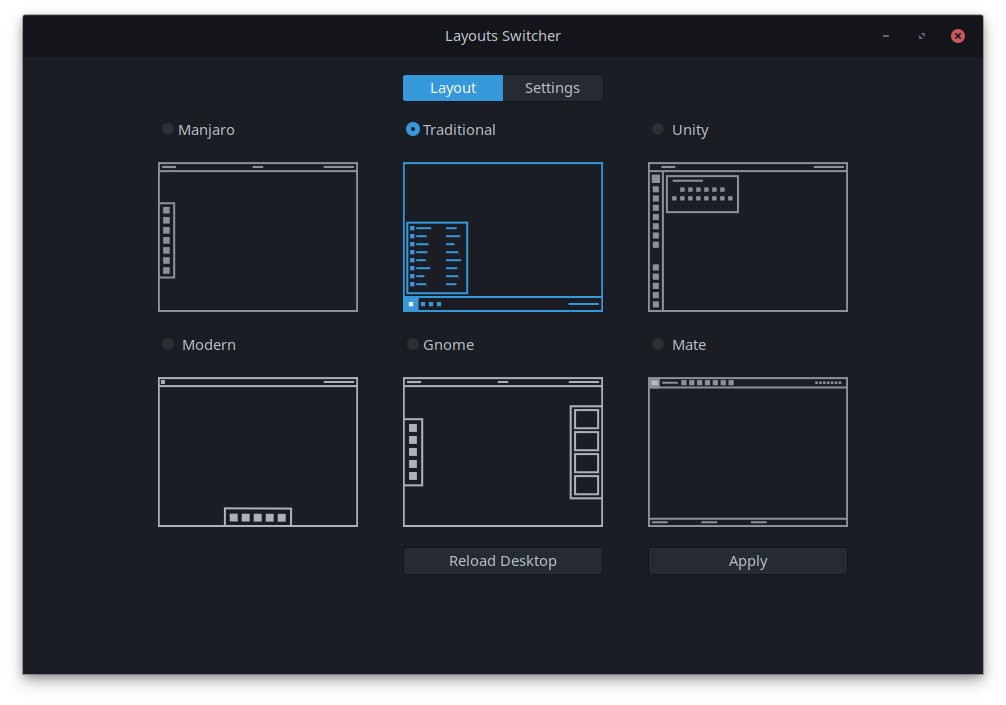 Layouts Switcher
Layout Settings
Manjaro Traditional Unity
Modern Gnome Mate
Reload Desktop Apply